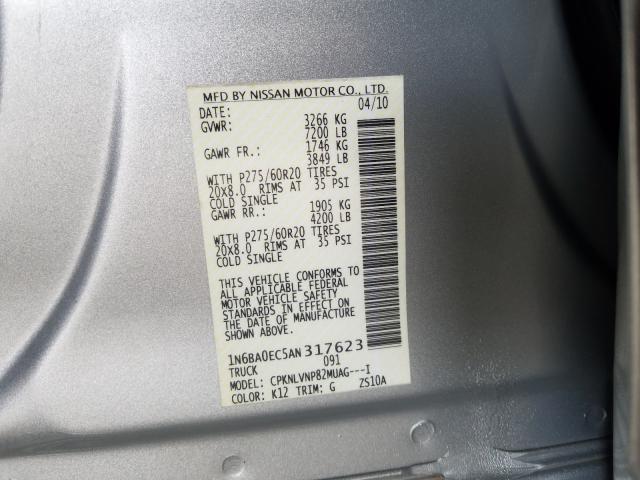 MFD BY NISSAN MOTOR CO., LTD.
DATE: 04/10
GVWR: 3266 KG
7200 LB
GAWR FR.: 1746 KG
3849 LB
WITH P275/60R20 TIRES
20X8.0 RIMS AT 35 PSI
COLD SINGLE
GAWR RR.: 1905 KG
4200 LB
WITH P275/60R20 TIRES
20X8.0 RIMS AT 35 PSI
COLD SINGLE
THIS VEHICLE CONFORMS TO
ALL APPLICABLE FEDERAL
MOTOR VEHICLE SAFETY
STANDARDS IN EFFECT ON
THE DATE OF MANUFACTURE
SHOWN ABOVE.
1N6BA0EC5AN317623
TRUCK 091
MODEL: CPKNLVNP82MUAG---I
COLOR: K12 TRIM: G ZS10A